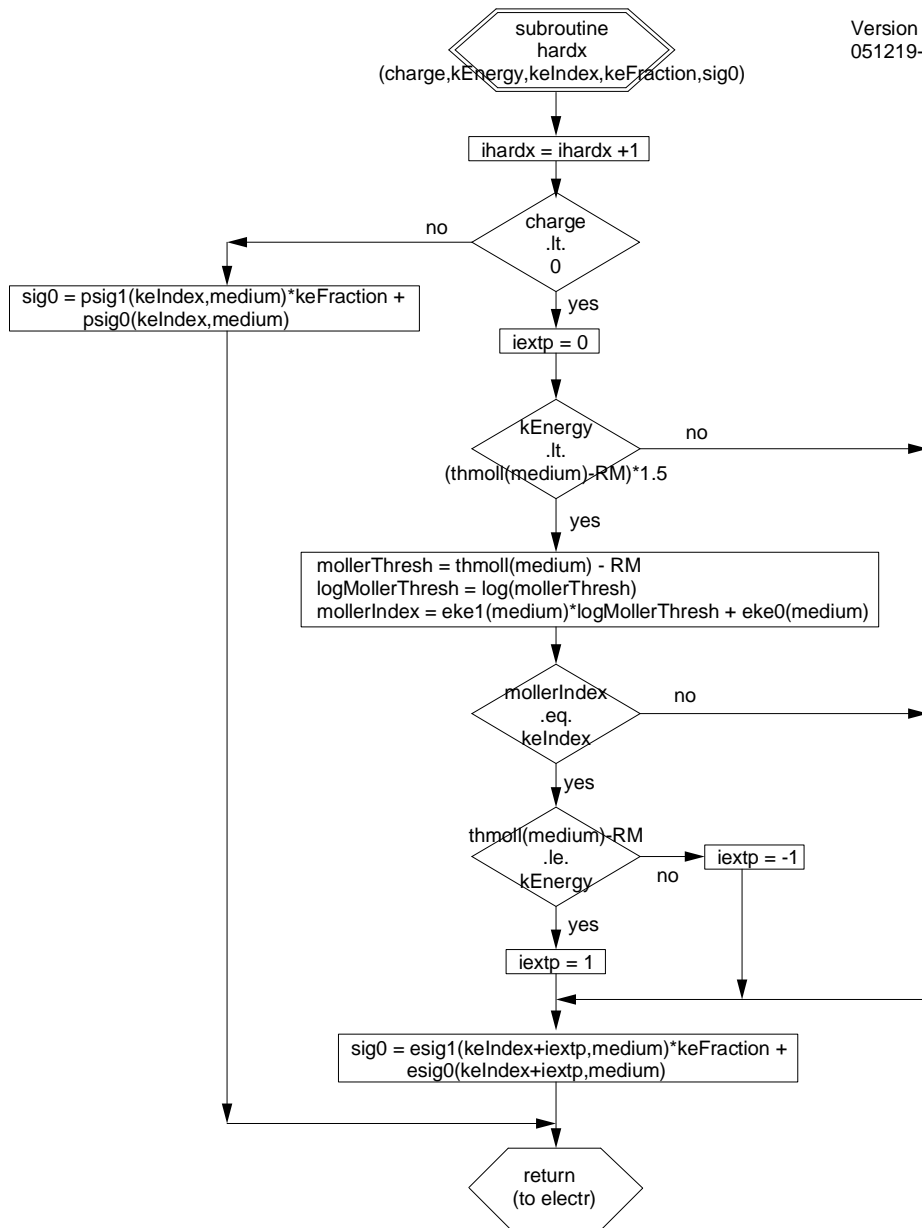 subroutine
hardx
(charge,kEnergy,keIndex,keFraction,sig0)
Version
051219-
ihardx = ihardx +1
charge
.lt.
0
no
yes
sig0 = psig1(keIndex,medium)*keFraction +
psig0(keIndex,medium)
iextp = 0
kEnergy
.lt.
(thmoll(medium)-RM)*1.5
no
yes
mollerThresh = thmoll(medium) - RM
logMollerThresh = log(mollerThresh)
mollerIndex = eke1(medium)*logMollerThresh + eke0(medium)
mollerIndex
.eq.
keIndex
no
yes
thmoll(medium)-RM
.le.
kEnergy
no
iextp = -1
yes
iextp = 1
sig0 = esig1(keIndex+iextp,medium)*keFraction +
esig0(keIndex+iextp,medium)
return
(to electr)